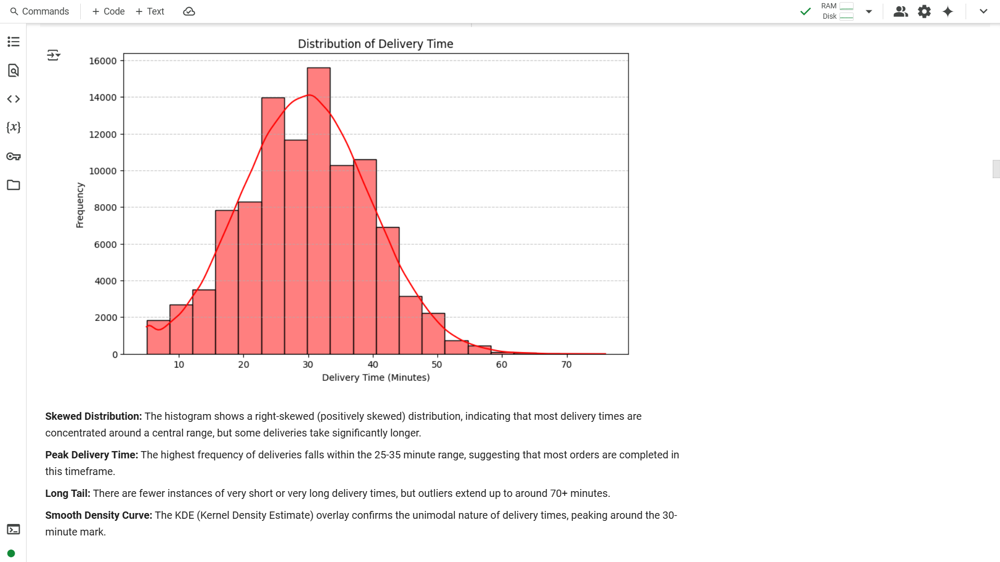 Commands + Code + Text
RAM
Disk
Distribution of Delivery Time
16000
14000
12000
10000
8000
6000
4000
2000
0
Frequency
10 20 30 40 50 60 70
Delivery Time (Minutes)
Skewed Distribution: The histogram shows a right-skewed (positively skewed) distribution, indicating that most delivery times are
concentrated around a central range, but some deliveries take significantly longer.
Peak Delivery Time: The highest frequency of deliveries falls within the 25-35 minute range, suggesting that most orders are completed in
this timeframe.
Long Tail: There are fewer instances of very short or very long delivery times, but outliers extend up to around 70+ minutes.
Smooth Density Curve: The KDE (Kernel Density Estimate) overlay confirms the unimodal nature of delivery times, peaking around the 30-
minute mark.